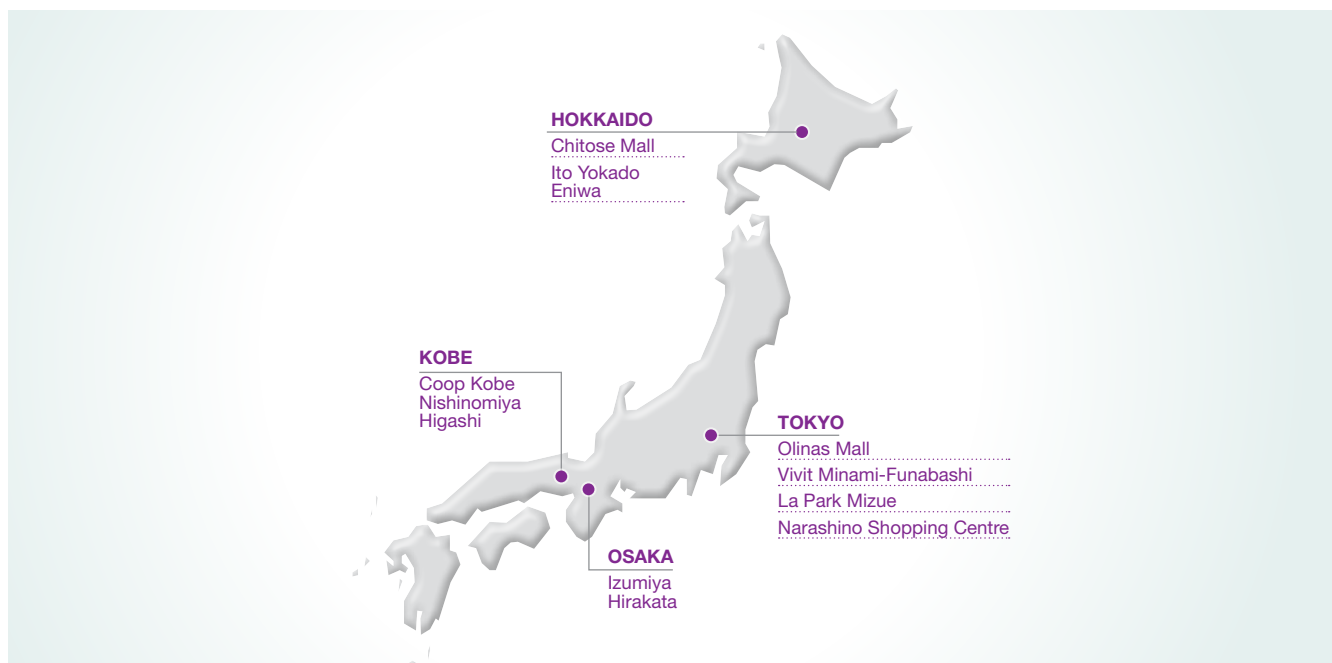 HOKKAIDO
Chitose Mall
Ito Yokado
Eniwa
KOBE
Coop Kobe
Nishinomiya
Higashi
TOKYO
Olinas Mall
Vivit Minami-Funabashi
La Park Mizue
Narashino Shopping Centre
OSAKA
Izumiya
Hirakata